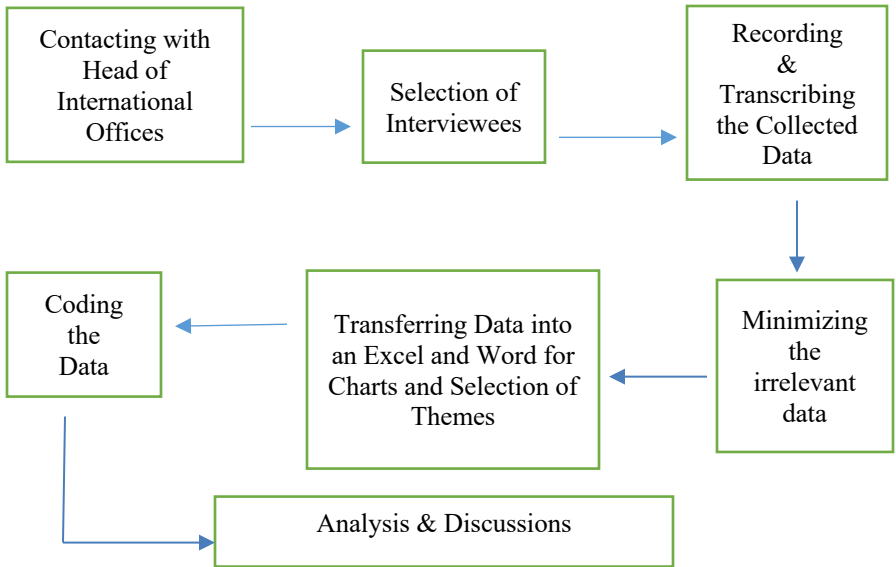 Contacting with
Head of
International
Offices
Selection of
Interviewees
Recording
&
Transcribing
the Collected
Data
Minimizing
the
irrelevant
data
Transferring Data into
an Excel and Word for
Charts and Selection of
Themes
Coding
the
Data
Analysis & Discussions